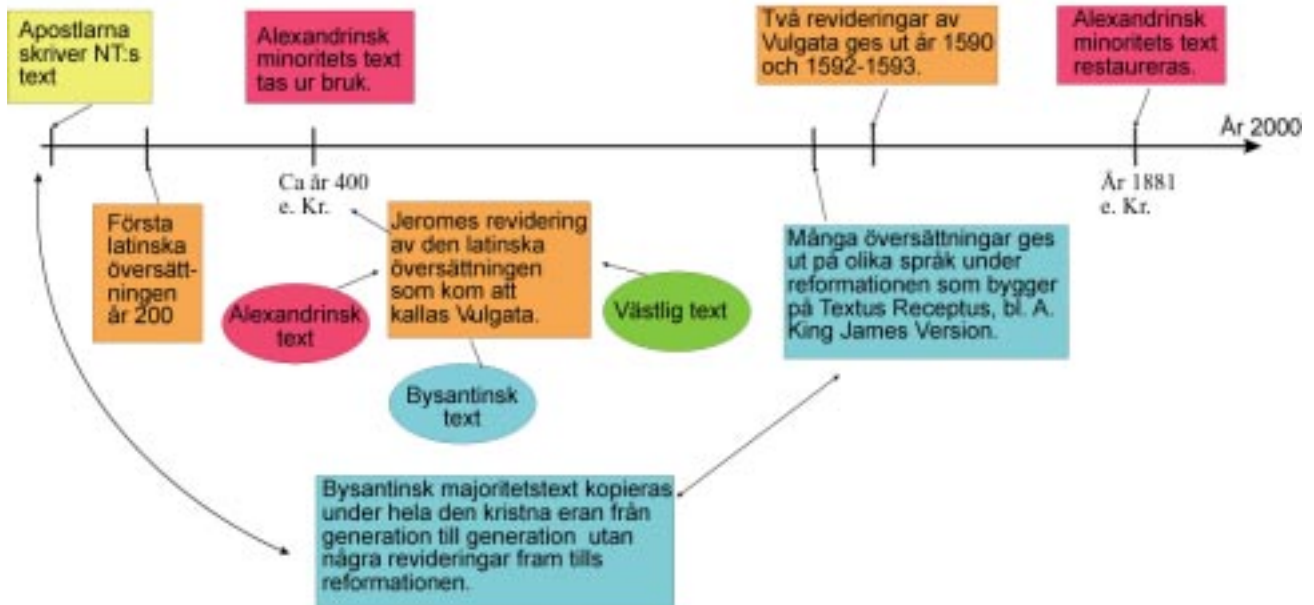 Apostlarna
skriver NT:s
text
Alexandrinsk
minoritets text
tas ur bruk.
Två revideringar av
Vulgata ges ut år 1590
och 1592-1593.
Alexandrinsk
minoritets text
restaureras.
År 2000
Ca år 400
e. Kr.
År 1881
e. Kr.
Första
latinska
översätt-
ningen
år 200
Jeromes revidering
av den latinska
översättningen
som kom att
kallas Vulgata.
Alexandrinsk
text
Västlig text
Bysantinsk
text
Många översättningar ges
ut på olika språk under
reformationen som bygger
på Textus Receptus, bl. A.
King James Version.
Bysantinsk majoritetstext kopieras
under hela den kristna eran från
generation till generation utan
några revideringar fram tills
reformationen.